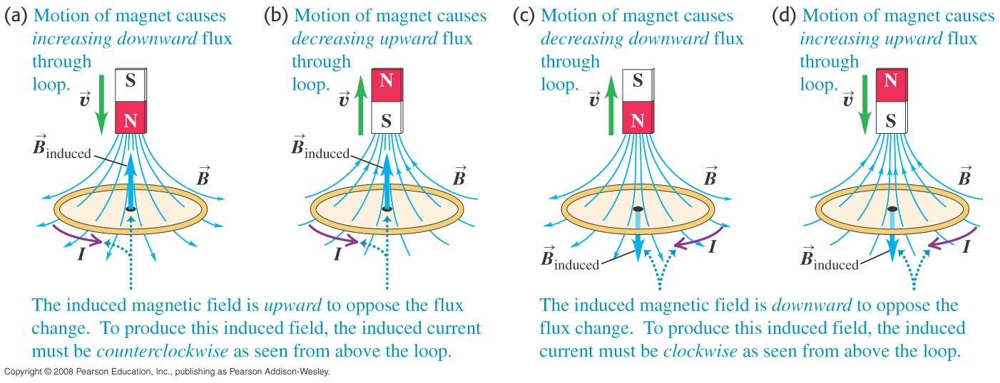 (a) Motion of magnet causes
increasing downward flux
through
loop.
v
S
N
B induced
B
I
(b) Motion of magnet causes
decreasing upward flux
through
loop.
v
N
S
B induced
B
I
The induced magnetic field is upward to oppose the flux
change. To produce this induced field, the induced current
must be counterclockwise as seen from above the loop.
(c) Motion of magnet causes
decreasing downward flux
through
loop.
v
S
N
B
B induced
I
(d) Motion of magnet causes
increasing upward flux
through
loop.
v
N
S
B
B induced
I
The induced magnetic field is downward to oppose the
flux change. To produce this induced field, the induced
current must be clockwise as seen from above the loop.
Copyright © 2008 Pearson Education, Inc., publishing as Pearson Addison-Wesley.